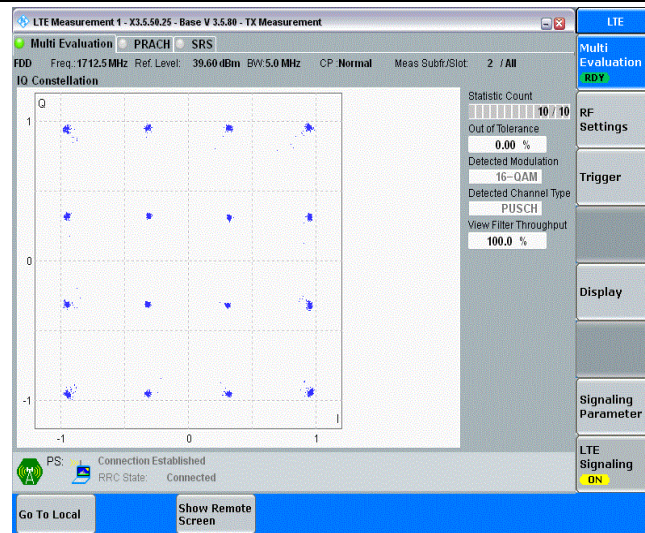 LTE Measurement 1 - X3.5.50.25 - Base V 3.5.80 - TX Measurement
LTE
Multi Evaluation PRACH SRS
Multi
Evaluation
RDY
FDD Freq.: 1712.5 MHz Ref. Level: 39.60 dBm BW: 5.0 MHz CP : Normal Meas Subfr./Slot: 2 / All
IQ Constellation
Q
1
0
-1
I
-1 0 1
Statistic Count
10 / 10
Out of Tolerance
0.00 %
Detected Modulation
16-QAM
Detected Channel Type
PUSCH
View Filter Throughput
100.0 %
RF
Settings
Trigger
Display
Signaling
Parameter
LTE
Signaling
ON
PS: Connection Established
RRC State: Connected
Go To Local
Show Remote
Screen